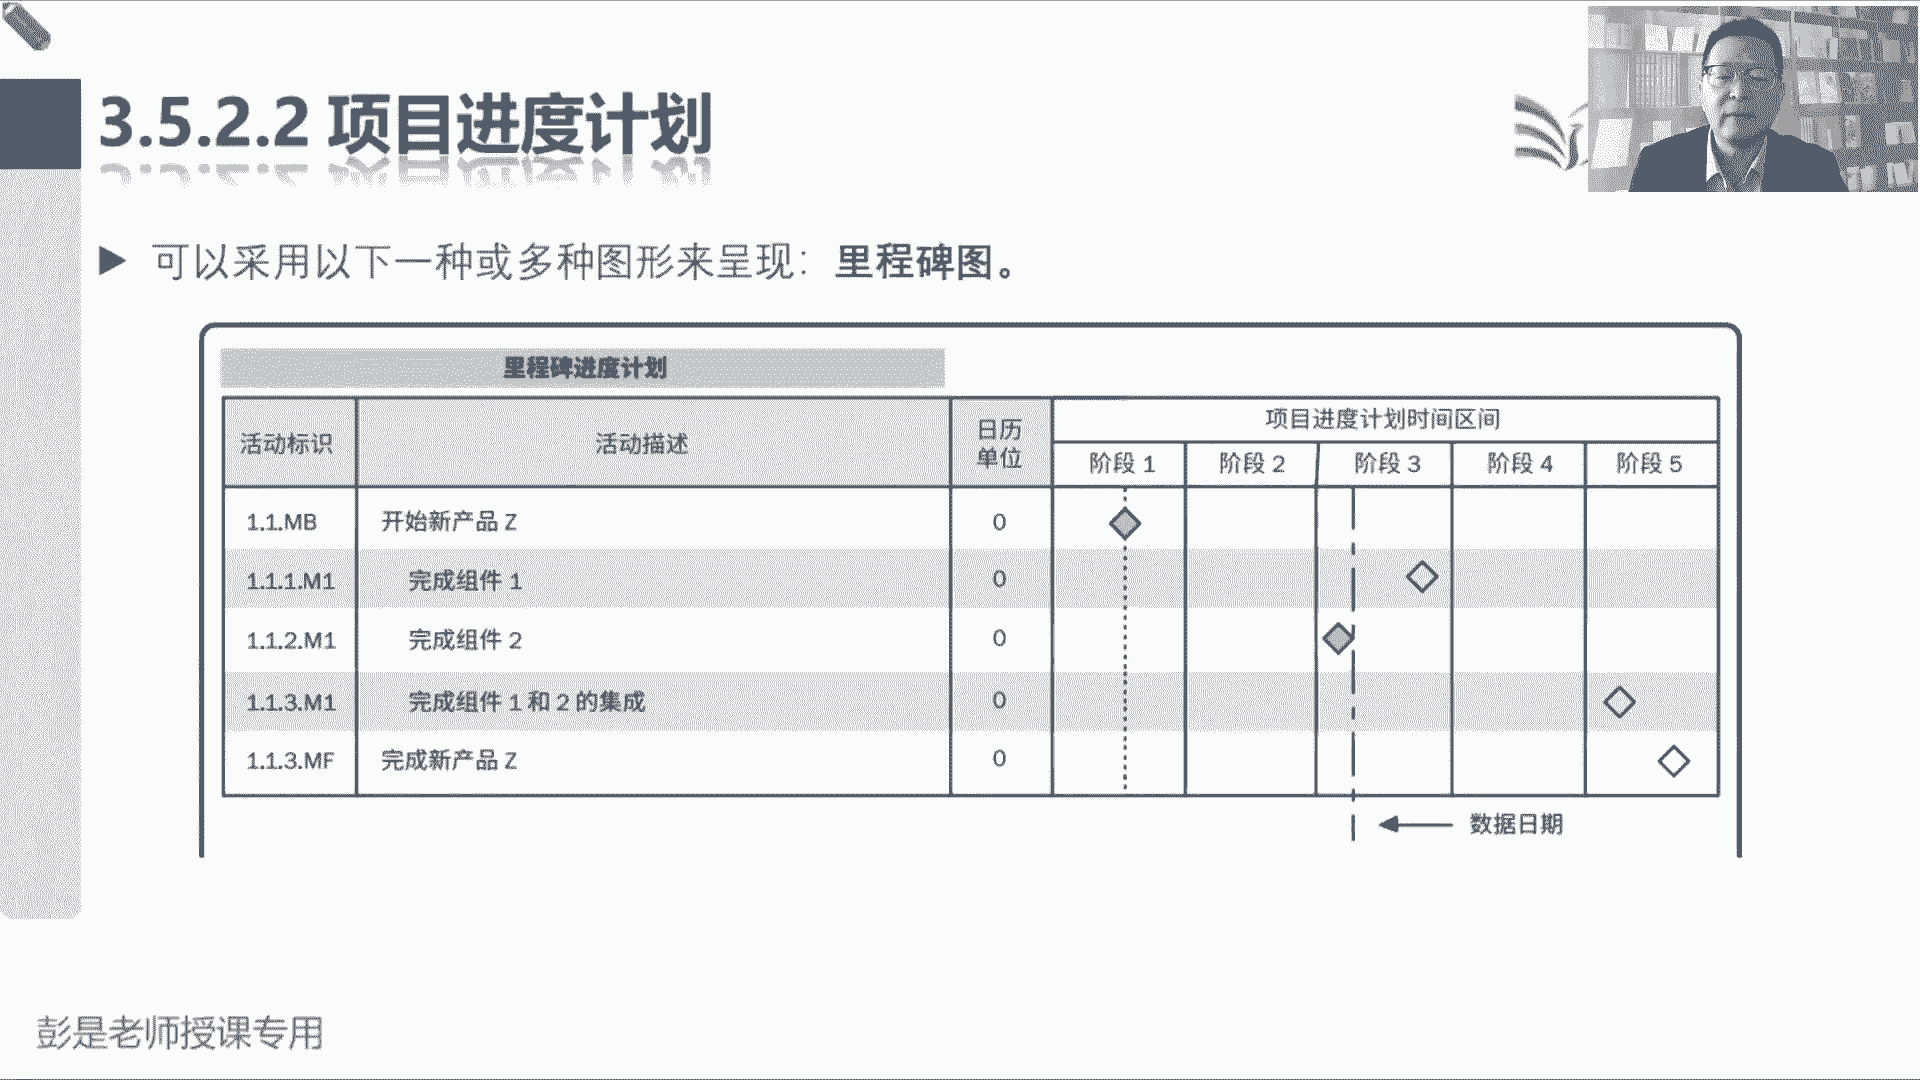 3.5.2.2 项目进度计划
▶ 可以采用以下一种或多种图形来呈现：里程碑图。
里程碑进度计划
活动标识 活动描述 日历单位 项目进度计划时间区间
阶段 1 阶段 2 阶段 3 阶段 4 阶段 5
1.1.MB 开始新产品 Z 0
1.1.1.M1 完成组件 1 0
1.1.2.M1 完成组件 2 0
1.1.3.M1 完成组件 1 和 2 的集成 0
1.1.3.MF 完成新产品 Z 0
数据日期
彭是老师授课专用